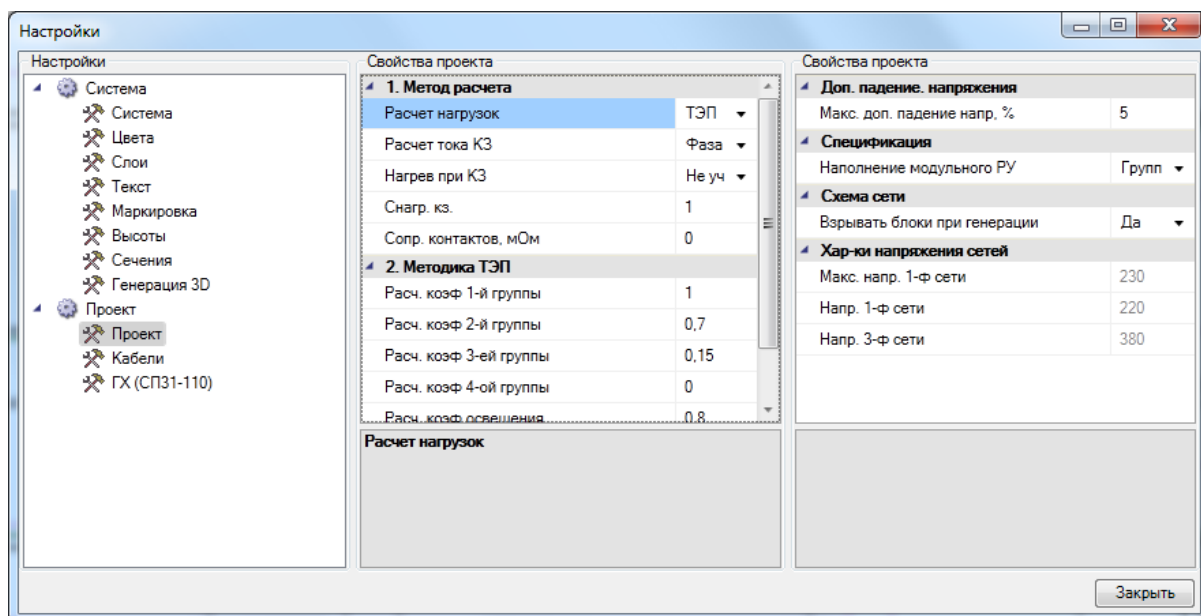 Настройки
Настройки
Система
Система
Цвета
Слои
Текст
Маркировка
Высоты
Сечения
Генерация 3D
Проект
Проект
Кабели
ГХ (СП31-110)
Свойства проекта
1. Метод расчета
Расчет нагрузок ТЭП
Расчет тока КЗ Фаза
Нагрев при КЗ Не уч
Cнагр. кз. 1
Сопр. контактов, мОм 0
2. Методика ТЭП
Расч. коэф 1-й группы 1
Расч. коэф 2-й группы 0,7
Расч. коэф 3-ей группы 0,15
Расч. коэф 4-ой группы 0
Расч. коэф освещения 0,8
Расчет нагрузок
Свойства проекта
Доп. падение. напряжения
Макс. доп. падение напр, % 5
Спецификация
Наполнение модульного РУ Групп
Схема сети
Взрывать блоки при генерации Да
Хар-ки напряжения сетей
Макс. напр. 1-ф сети 230
Напр. 1-ф сети 220
Напр. 3-ф сети 380
Закрыть